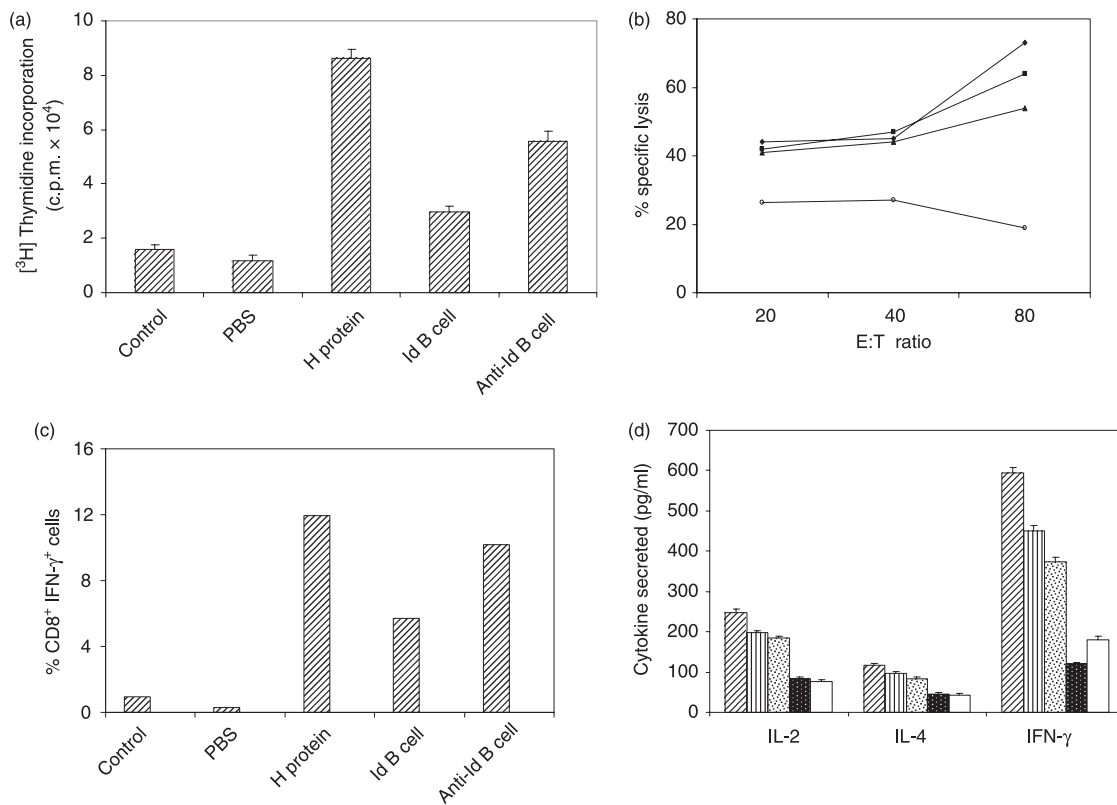 (a)
[³H] Thymidine incorporation
(c.p.m. × 10⁴)
10
8
6
4
2
0
Control
PBS
H protein
Id B cell
Anti-Id B cell
(b)
% specific lysis
80
60
40
20
0
20
40
80
E:T ratio
(c)
% CD8⁺ IFN-γ⁺ cells
16
12
8
4
0
Control
PBS
H protein
Id B cell
Anti-Id B cell
(d)
Cytokine secreted (pg/ml)
700
600
500
400
300
200
100
0
IL-2
IL-4
IFN-γ